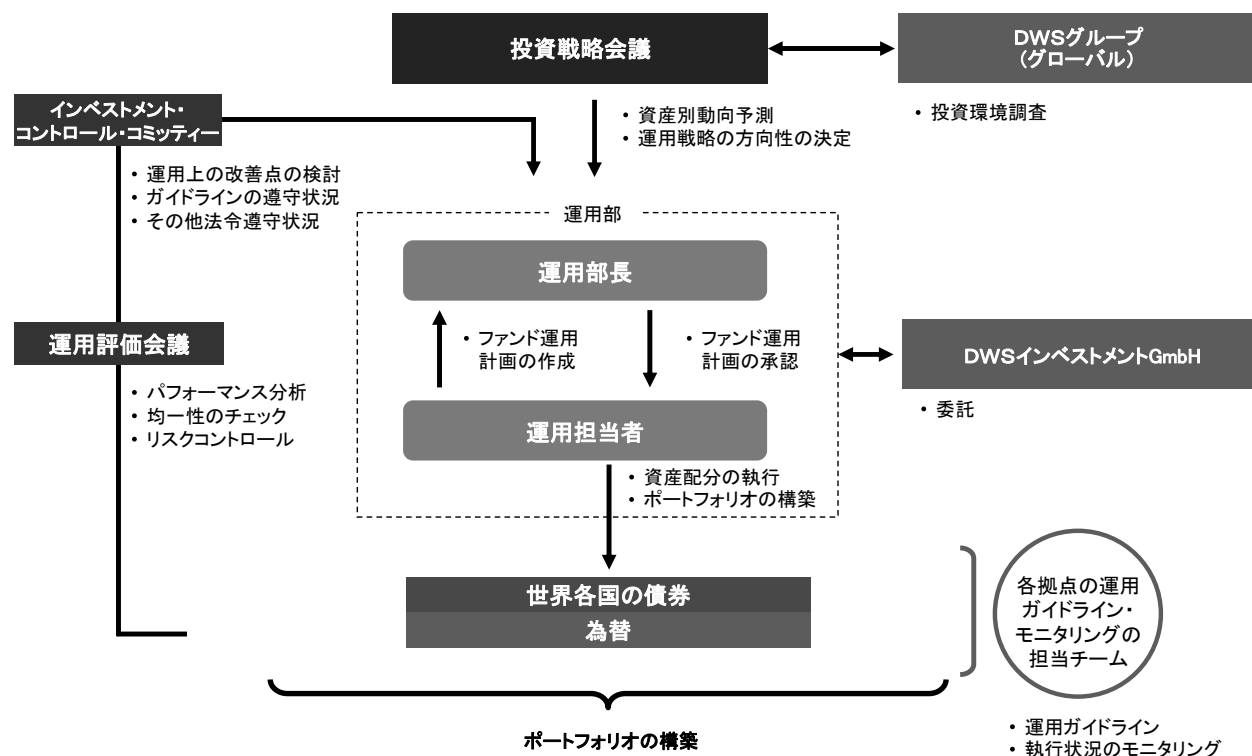 投資戦略会議
DWSグループ
(グローバル)
・投資環境調査
インベストメント・
コントロール・コミッティー
・資産別動向予測
・運用戦略の方向性の決定
・運用上の改善点の検討
・ガイドラインの遵守状況
・その他法令遵守状況
運用部
運用部長
・ファンド運用
計画の作成
・ファンド運用
計画の承認
運用評価会議
・パフォーマンス分析
・均一性のチェック
・リスクコントロール
DWSインベストメントGmbH
・委託
運用担当者
・資産配分の執行
・ポートフォリオの構築
世界各国の債券
為替
各拠点の運用
ガイドライン・
モニタリングの
担当チーム
ポートフォリオの構築
・運用ガイドライン
・執行状況のモニタリング